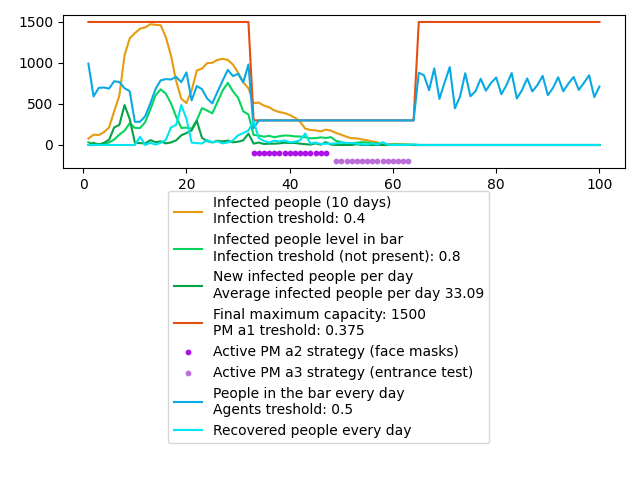 1500
1000
500
0
0
20
40
60
80
100
Infected people (10 days)
Infection treshold: 0.4
Infected people level in bar
Infection treshold (not present): 0.8
New infected people per day
Average infected people per day 33.09
Final maximum capacity: 1500
PM a1 treshold: 0.375
Active PM a2 strategy (face masks)
Active PM a3 strategy (entrance test)
People in the bar every day
Agents treshold: 0.5
Recovered people every day